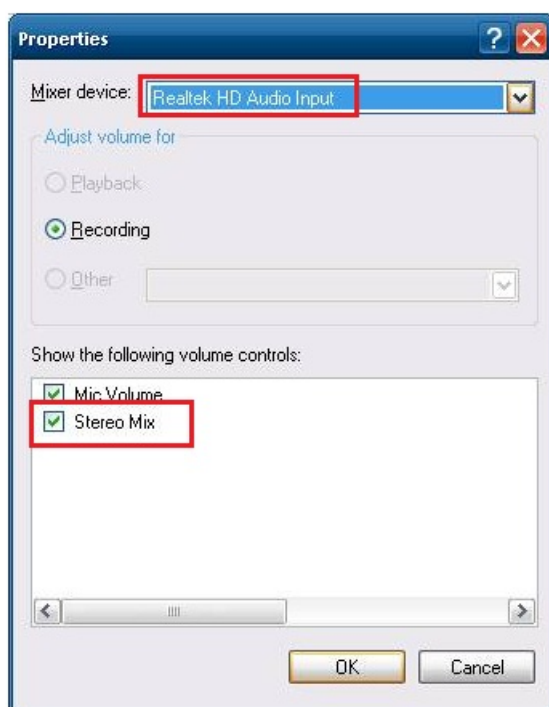 Properties
Mixer device: Realtek HD Audio Input
Adjust volume for
Playback
Recording
Other
Show the following volume controls:
Mic Volume
Stereo Mix
OK Cancel